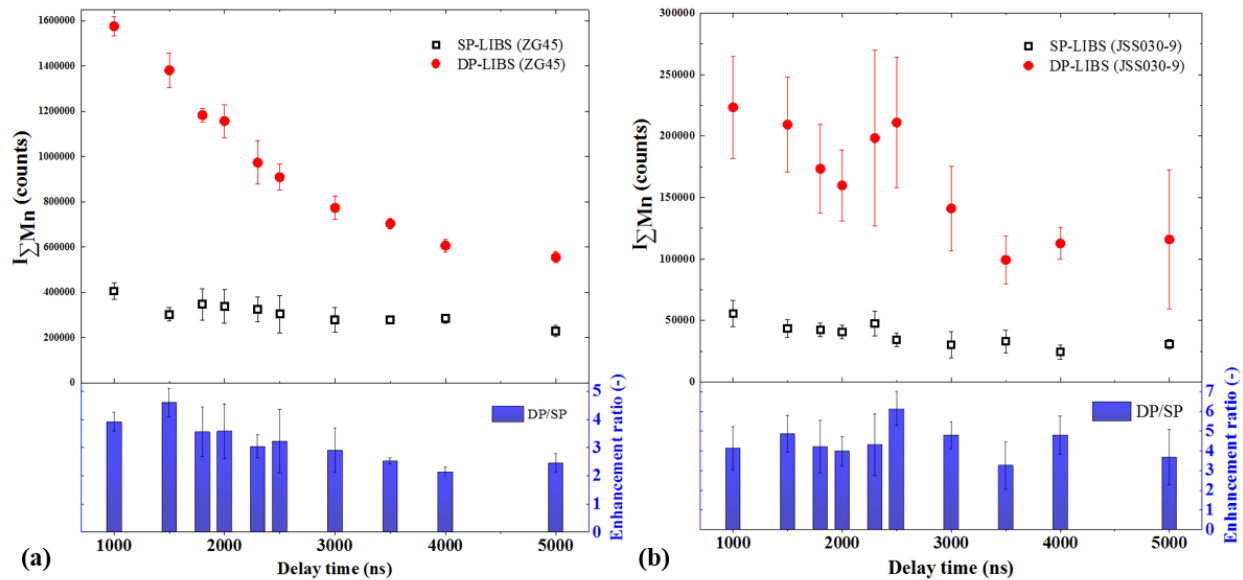 1600000
1400000
1200000
1000000
800000
600000
400000
200000
0
I∑Mn (counts)
SP-LIBS (ZG45)
DP-LIBS (ZG45)
DP/SP
5
4
3
2
1
0
Enhancement ratio (-)
1000 2000 3000 4000 5000
Delay time (ns)
(a)
300000
250000
200000
150000
100000
50000
0
I∑Mn (counts)
SP-LIBS (JSS030-9)
DP-LIBS (JSS030-9)
DP/SP
7
6
5
4
3
2
1
0
Enhancement ratio (-)
1000 2000 3000 4000 5000
Delay time (ns)
(b)